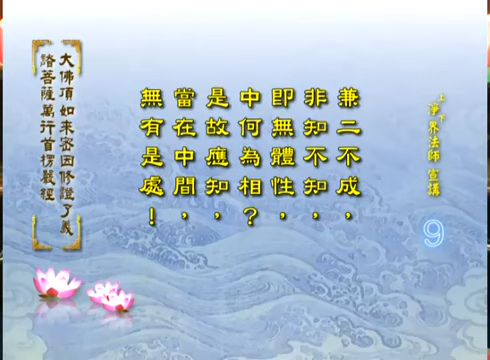 上淨下界法師 宣講
9
兼二不成，
非知不知，
即無體性，
中何為相？
是故應知，
當在中間，
無有是處！
大佛頂如來密因修證了義
諸菩薩萬行首楞嚴經